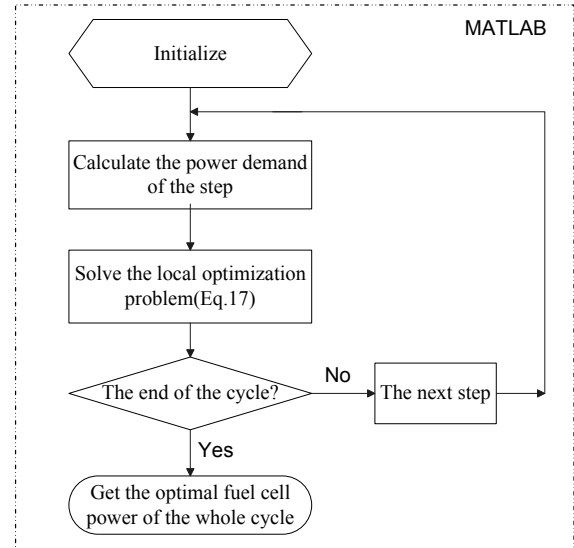 MATLAB
Initialize
Calculate the power demand
of the step
Solve the local optimization
problem(Eq.17)
The end of the cycle?
No
The next step
Yes
Get the optimal fuel cell
power of the whole cycle